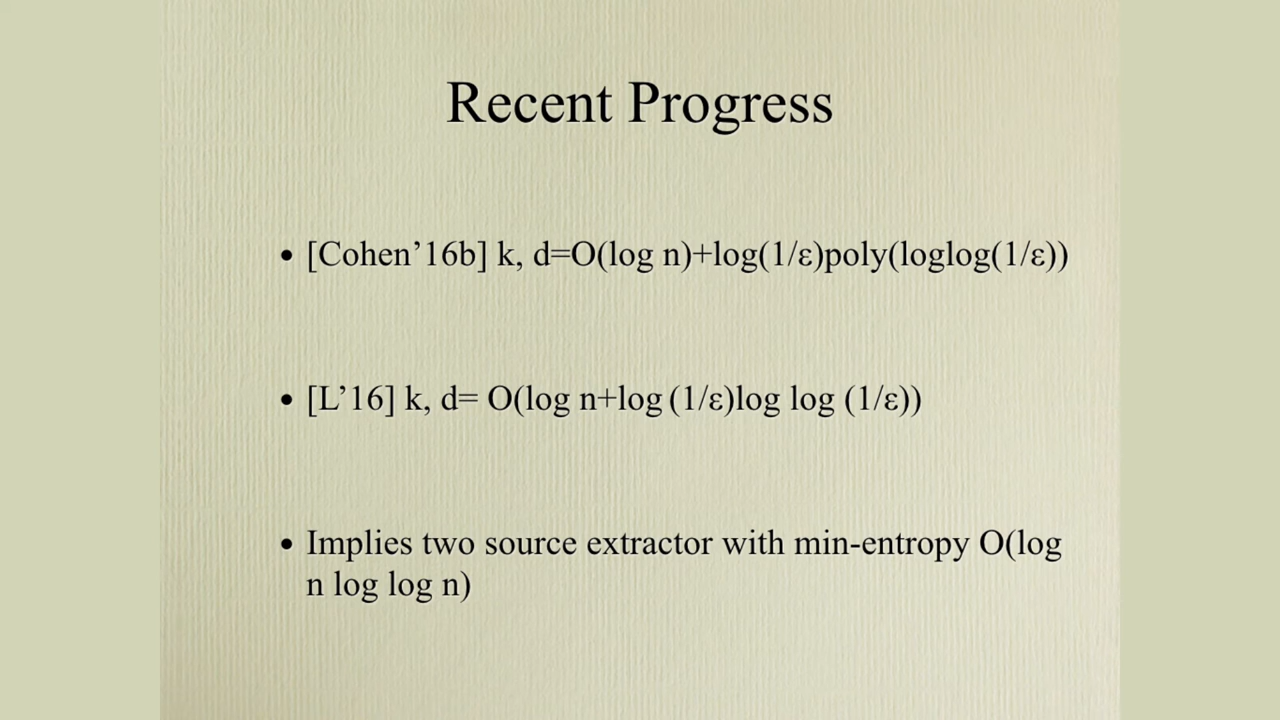 Recent Progress
• [Cohen’16b] k, d=O(log n)+log(1/ε)poly(loglog(1/ε))
• [L’16] k, d= O(log n+log (1/ε)log log (1/ε))
• Implies two source extractor with min-entropy O(log
n log log n)